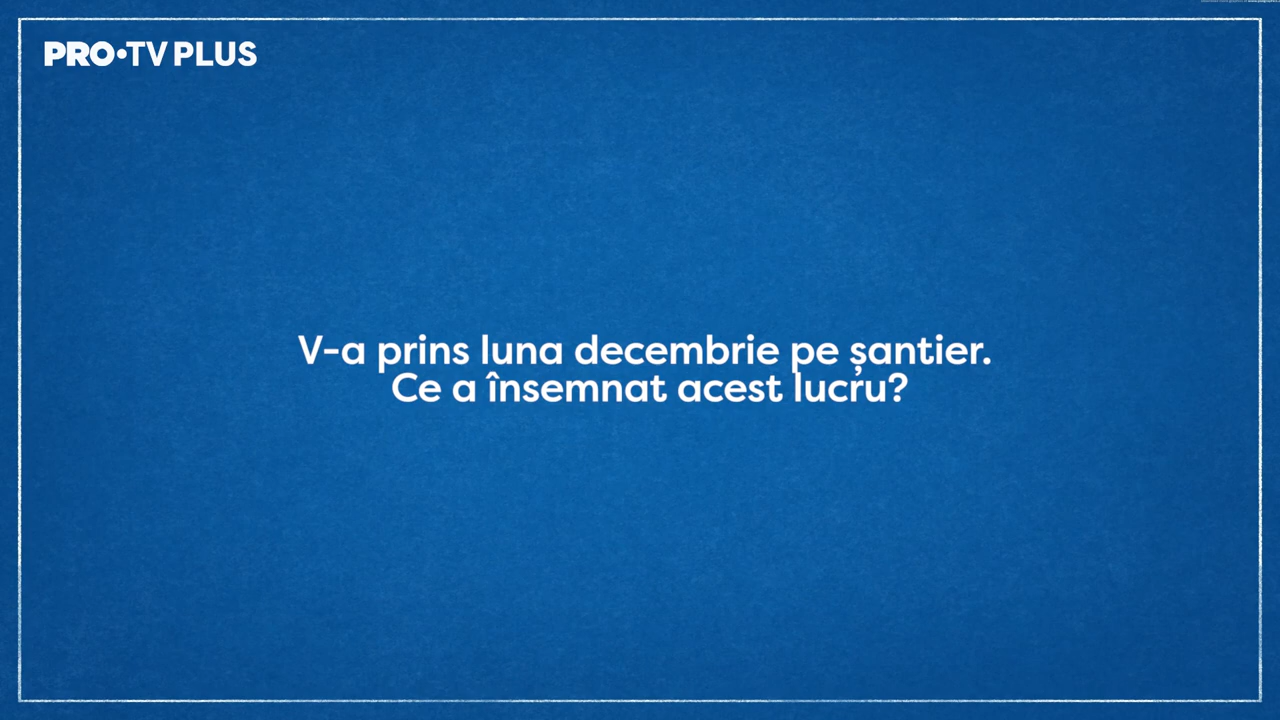 PRO•TV PLUS
V-a prins luna decembrie pe șantier.
Ce a însemnat acest lucru?